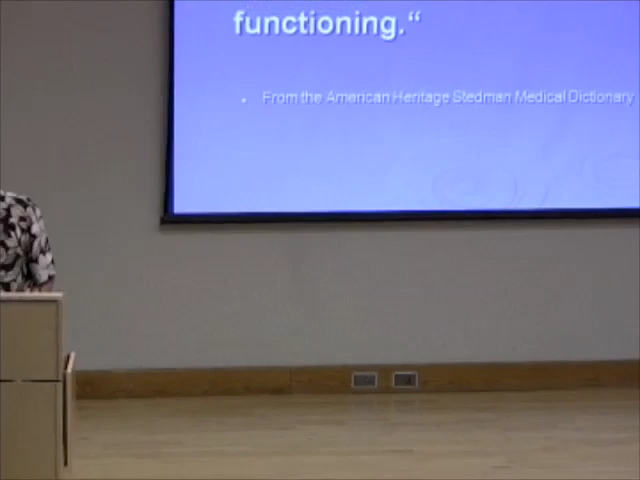 functioning.“
• From the American Heritage Stedman Medical Dictionary